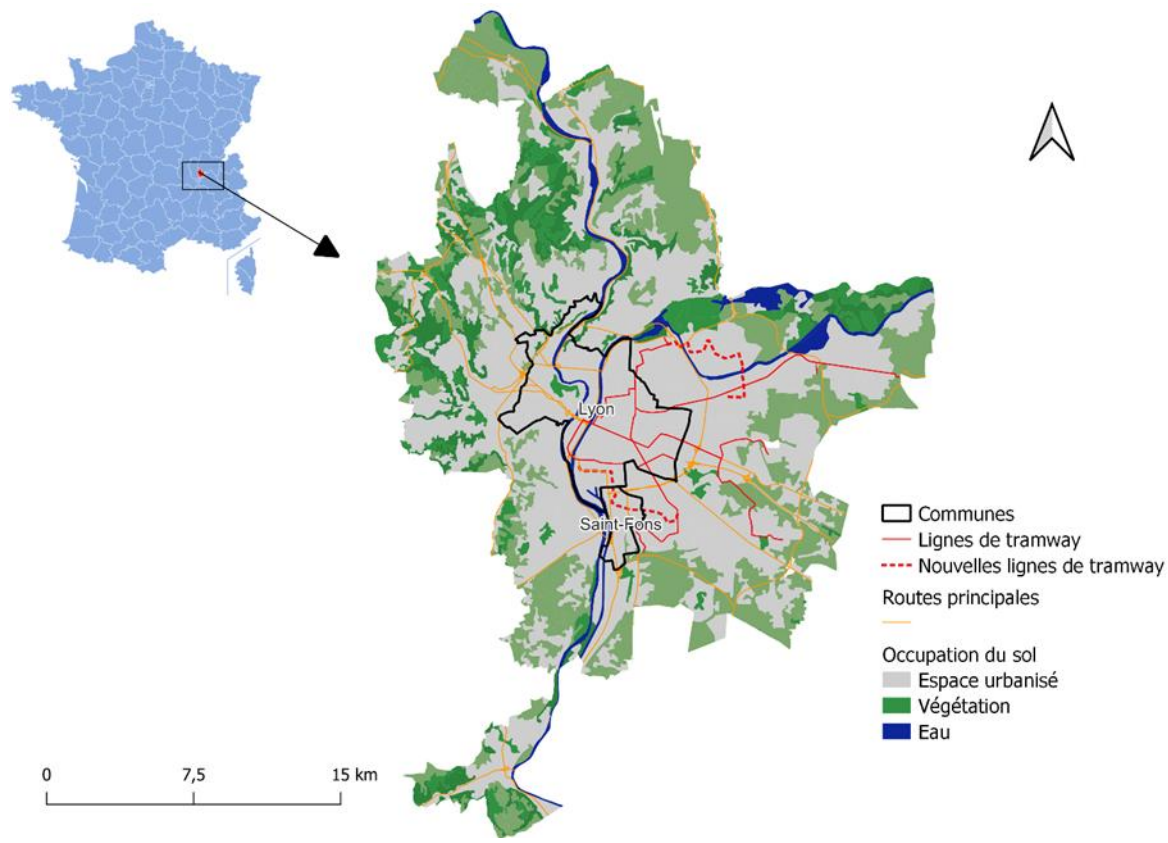 Lyon
Saint-Fons
Communes
Lignes de tramway
Nouvelles lignes de tramway
Routes principales
Occupation du sol
Espace urbanisé
Végétation
Eau
0 7,5 15 km